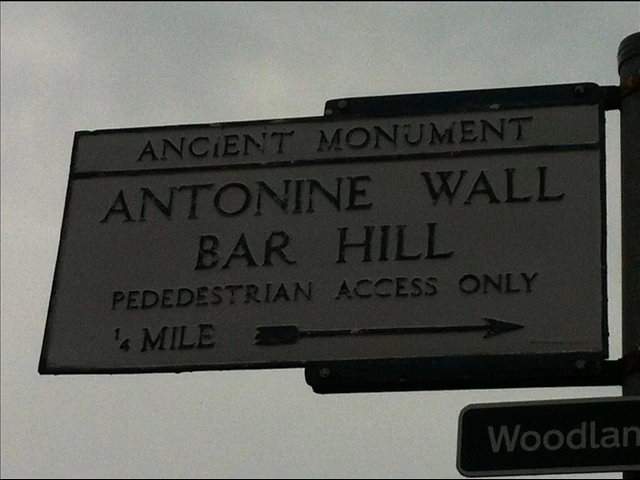 ANCIENT MONUMENT
ANTONINE WALL
BAR HILL
PEDEDESTRIAN ACCESS ONLY
¼ MILE
Woodlan